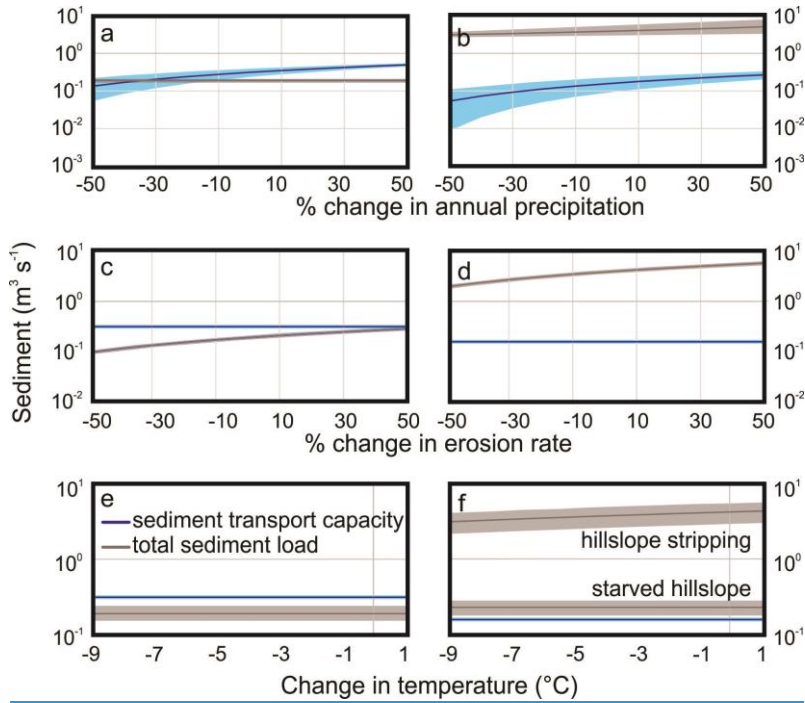 a
b
10¹
10⁰
10⁻¹
10⁻²
10⁻³
10¹
10⁰
10⁻¹
10⁻²
10⁻³
-50 -30 -10 10 30 50
-50 -30 -10 10 30 50
% change in annual precipitation
Sediment (m³ s⁻¹)
c
d
10¹
10⁰
10⁻¹
10⁻²
10¹
10⁰
10⁻¹
10⁻²
-50 -30 -10 10 30 50
-50 -30 -10 10 30 50
% change in erosion rate
e
sediment transport capacity
total sediment load
f
hillslope stripping
starved hillslope
10¹
10⁰
10⁻¹
10¹
10⁰
10⁻¹
-9 -7 -5 -3 -1 1
-9 -7 -5 -3 -1 1
Change in temperature (°C)